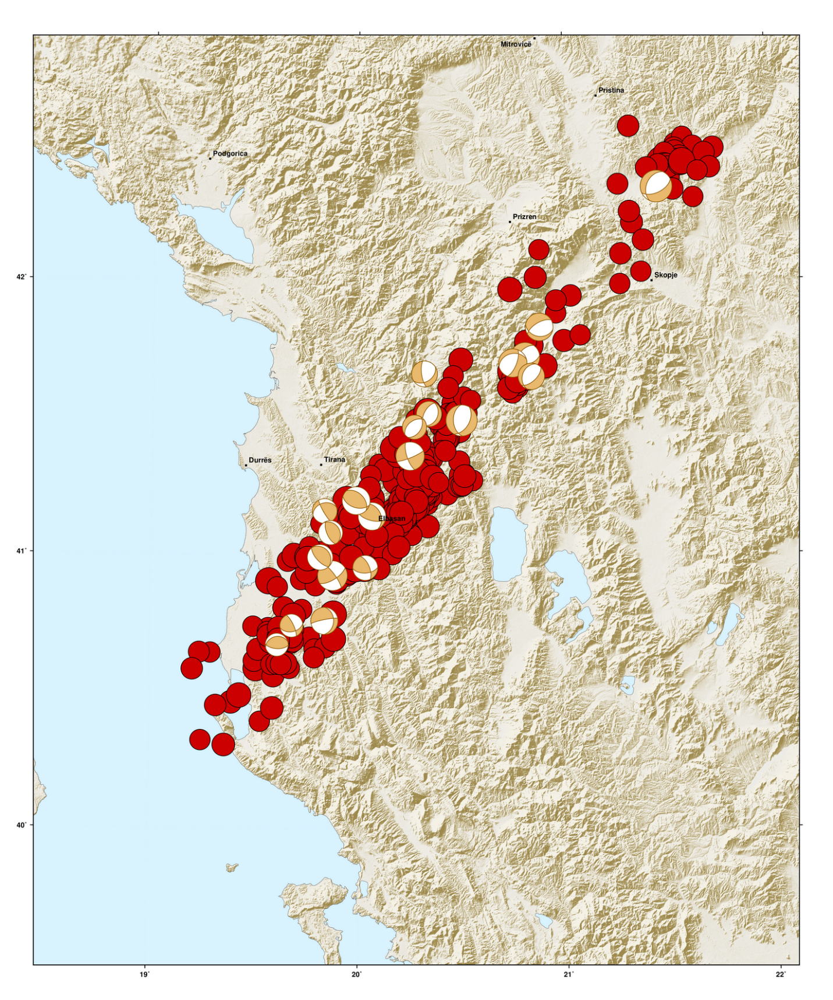 Mitrovicë
Pristina
Podgorica
Prizren
42°
Skopje
Durrës
Tirana
Elbasan
41°
40°
19°
20°
21°
22°